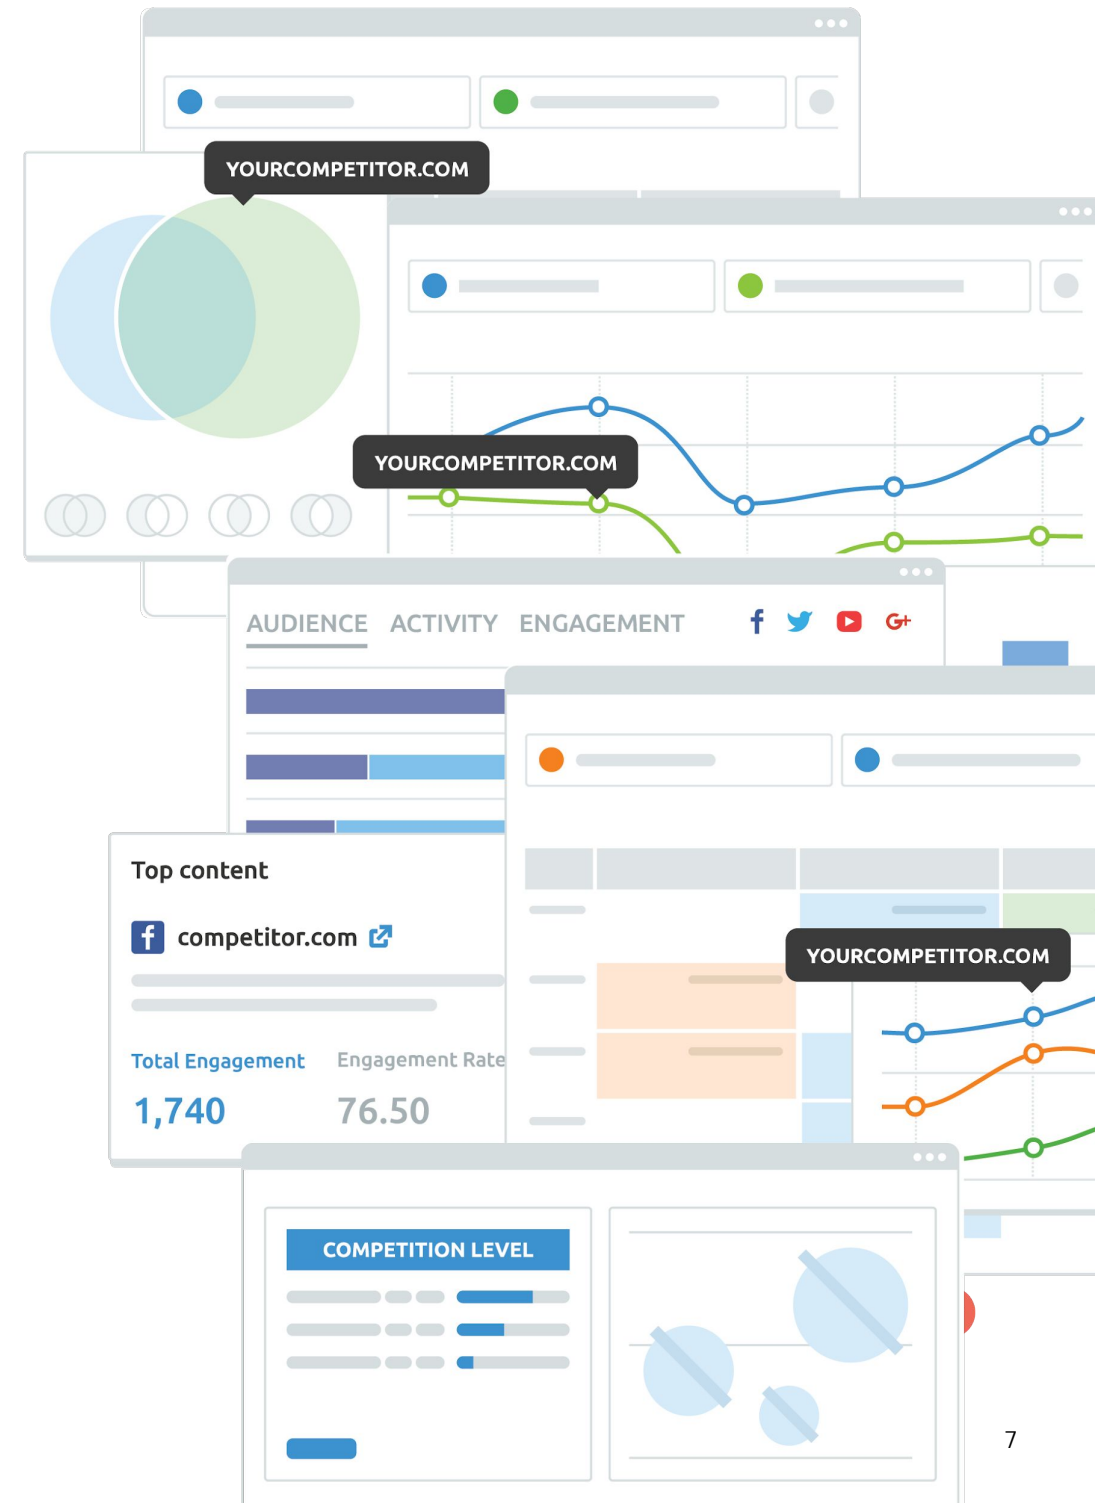 YOURCOMPETITOR.COM
YOURCOMPETITOR.COM
AUDIENCE ACTIVITY ENGAGEMENT
Top content
competitor.com
YOURCOMPETITOR.COM
Total Engagement Engagement Rate
1,740 76.50
COMPETITION LEVEL
7